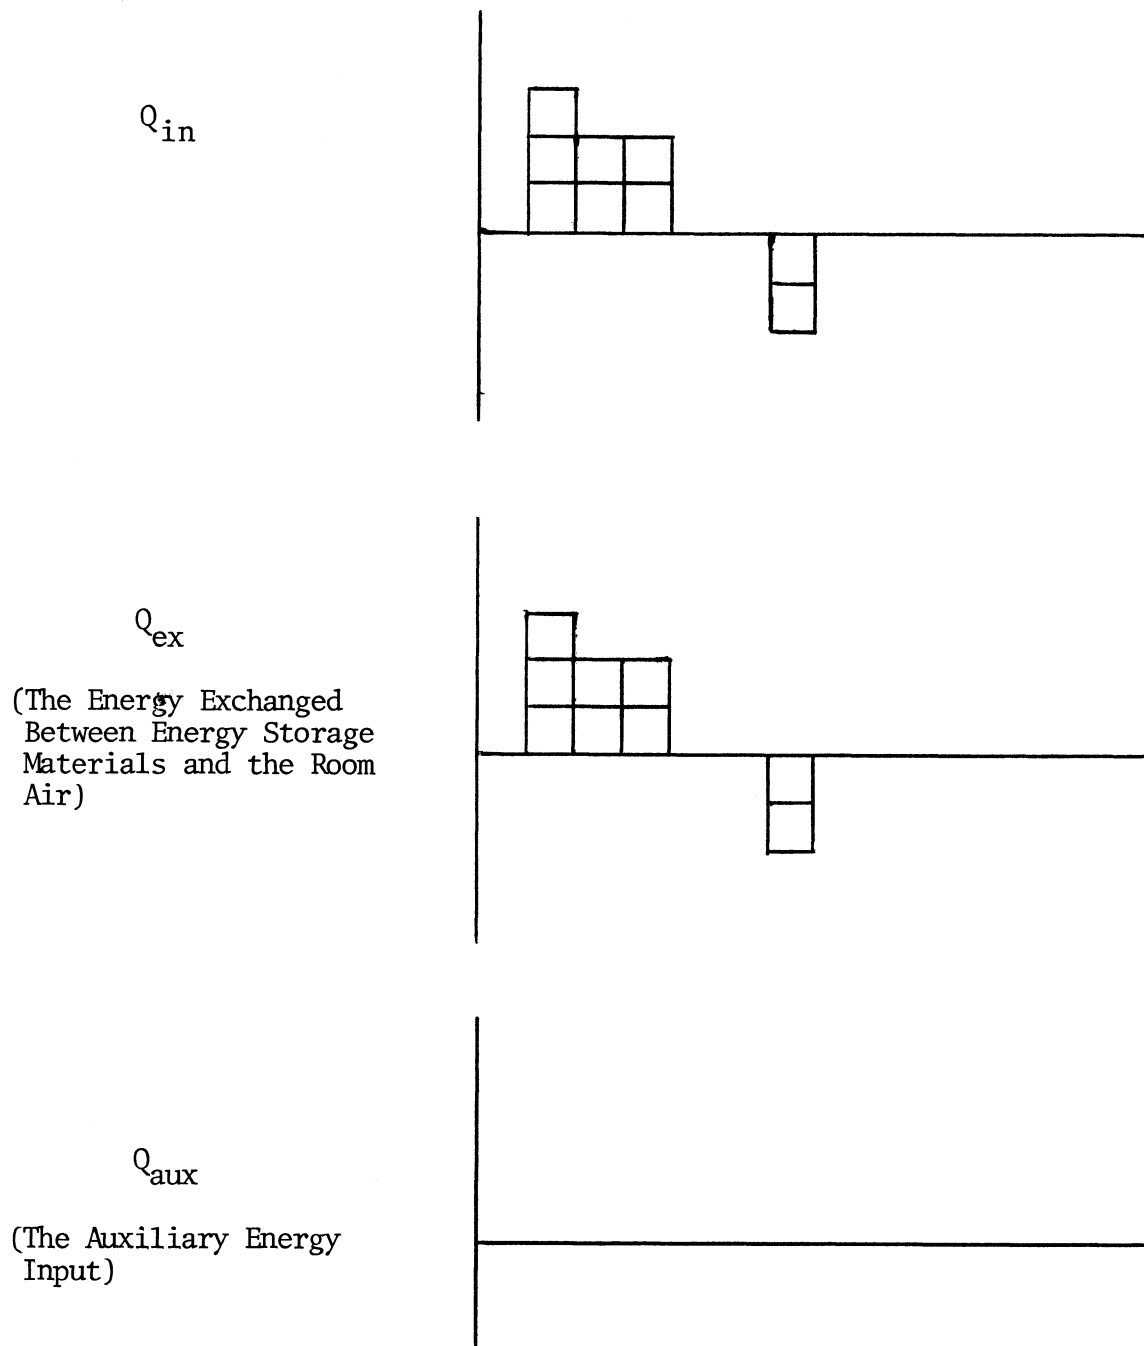 Qin
Qex
(The Energy Exchanged
Between Energy Storage
Materials and the Room
Air)
Qaux
(The Auxiliary Energy
Input)